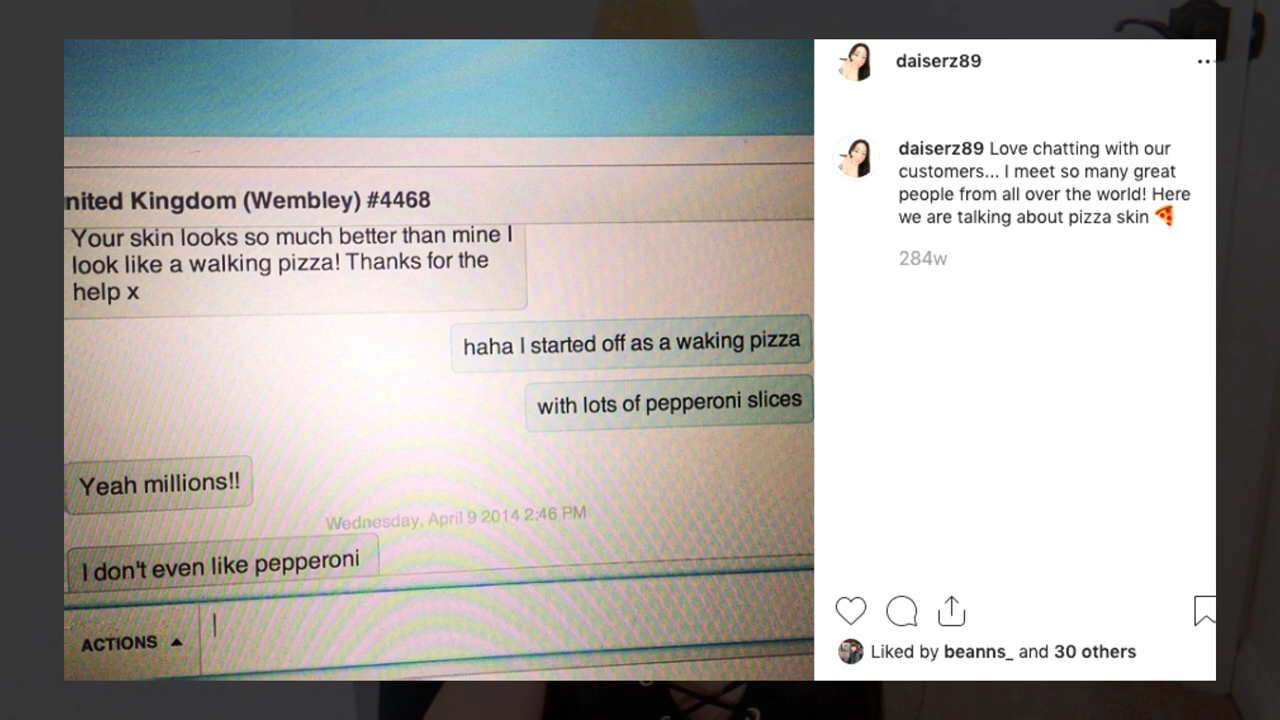 nited Kingdom (Wembley) #4468
Your skin looks so much better than mine I
look like a walking pizza! Thanks for the
help x
haha I started off as a waking pizza
with lots of pepperoni slices
Yeah millions!!
Wednesday, April 9 2014 2:46 PM
I don't even like pepperoni
ACTIONS
daiserz89
daiserz89 Love chatting with our
customers... I meet so many great
people from all over the world! Here
we are talking about pizza skin 🍕
284w
Liked by beanns_ and 30 others